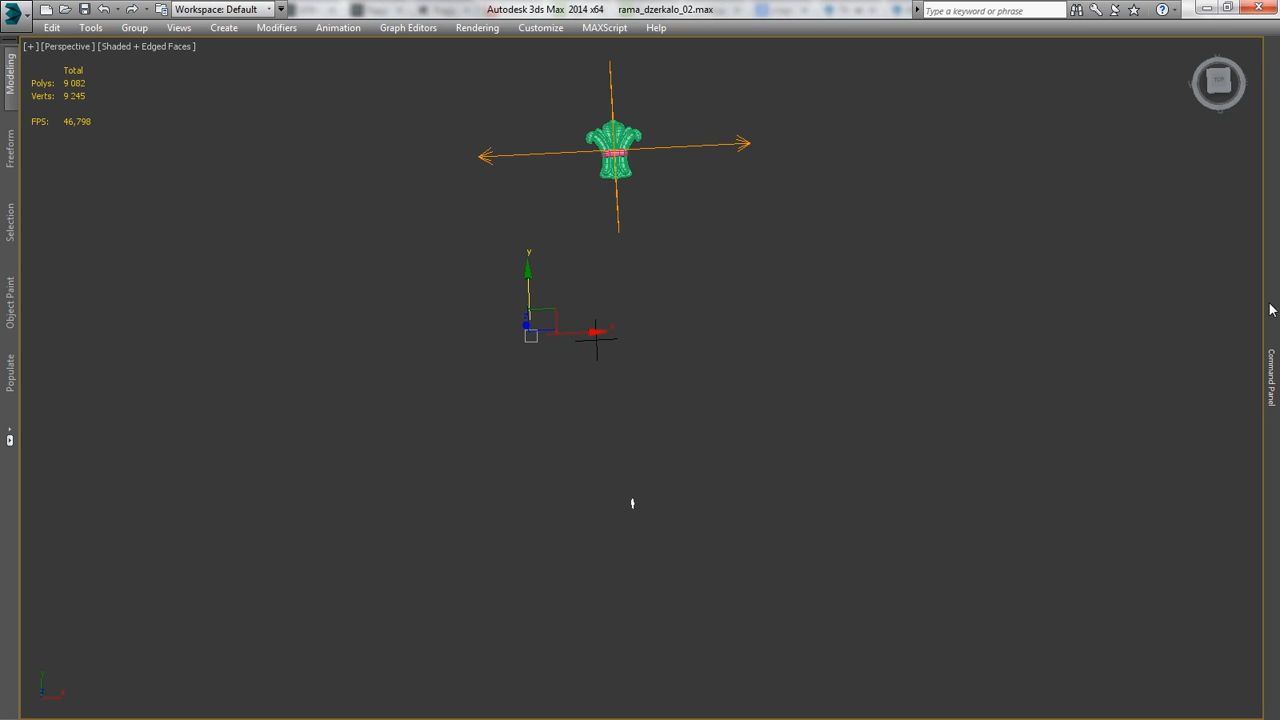 Workspace: Default
Autodesk 3ds Max 2014 x64 rama_dzerkalo_02.max
Type a keyword or phrase
Edit Tools Group Views Create Modifiers Animation Graph Editors Rendering Customize MAXScript Help
[+] [Perspective] [Shaded + Edged Faces]
Total
Polys: 9 082
Verts: 9 245
FPS: 46,798
Modeling
Freeform
Selection
Object Paint
Populate
TOP
y
Command Panel